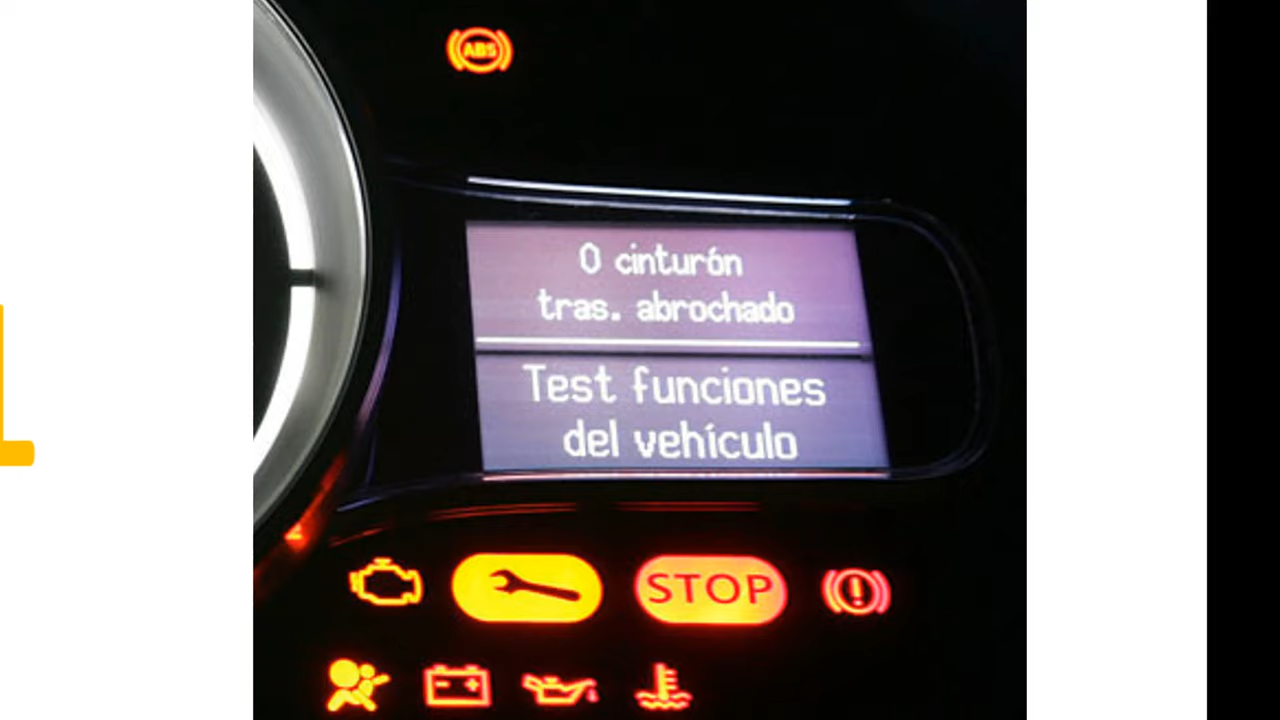 ABS
0 cinturón
tras. abrochado
Test funciones
del vehículo
STOP